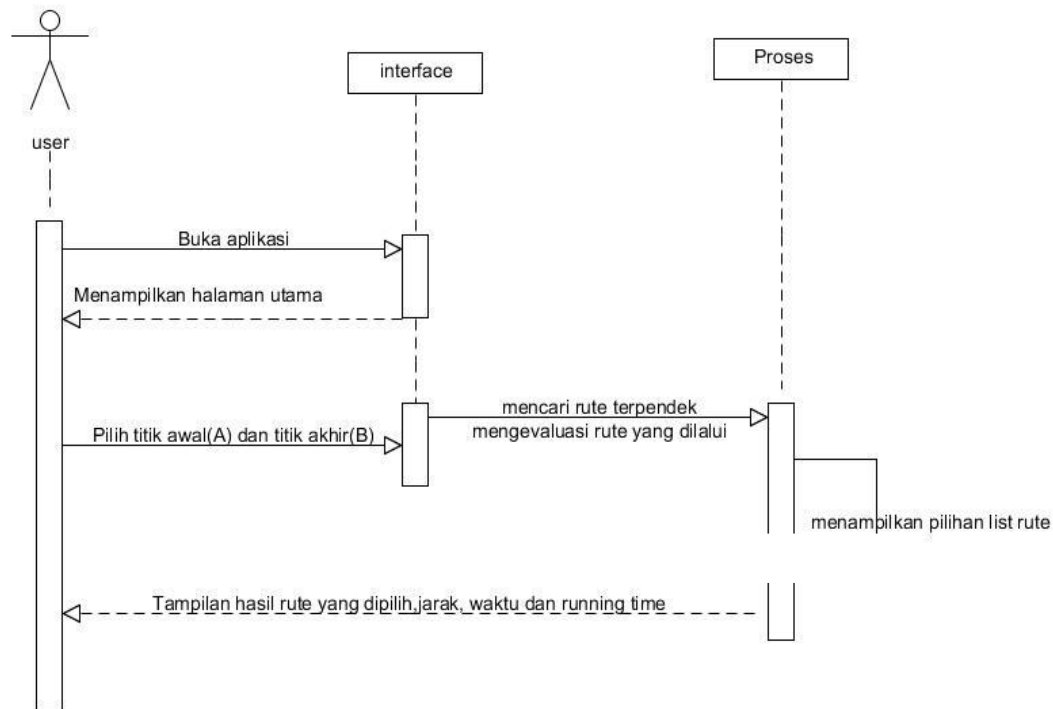 interface
Proses
user
Buka aplikasi
Menampilkan halaman utama
mencari rute terpendek
Pilih titik awal(A) dan titik akhir(B)
mengevaluasi rute yang dilalui
menampilkan pilihan list rute
Tampilan hasil rute yang dipilih,jarak, waktu dan running time